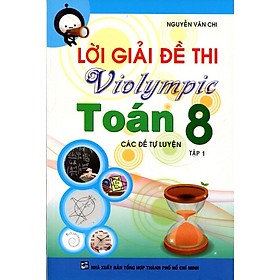 NGUYỄN VĂN CHI
LỜI GIẢI ĐỀ THI
Violympic
Toán 8
CÁC ĐỀ TỰ LUYỆN
TẬP 1
NHÀ XUẤT BẢN TỔNG HỢP THÀNH PHỐ HỒ CHÍ MINH